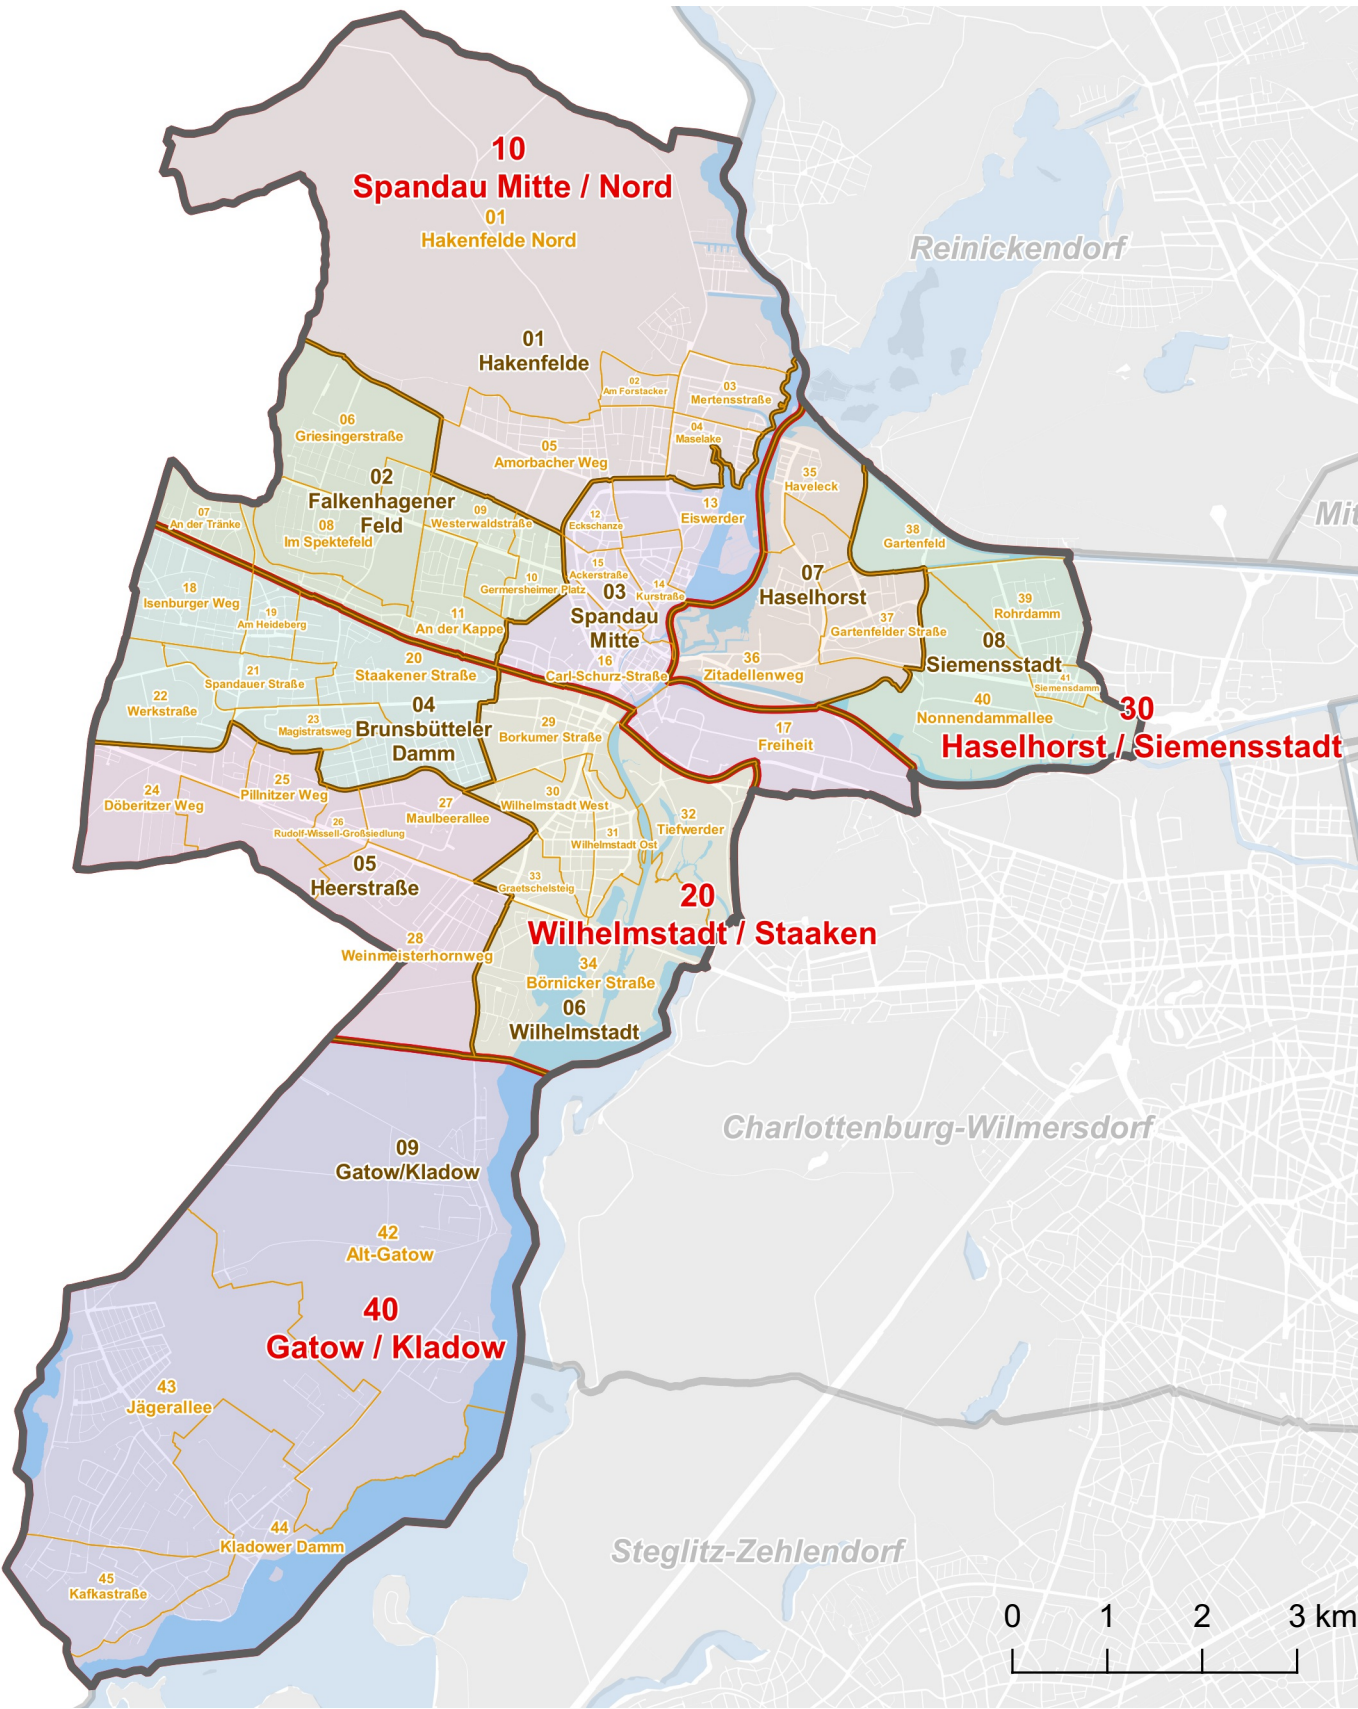 10
Spandau Mitte / Nord
01
Hakenfelde Nord
Reinickendorf
01
Hakenfelde
02
Am Forstacker
03
Mertensstraße
04
Maselake
05
Amorbacher Weg
06
Griesingerstraße
02
Falkenhagener
Feld
07
An der Tränke
08
Im Spektefeld
09
Westerwaldstraße
10
Germersheimer Platz
11
An der Kappe
12
Eckschanze
13
Eiswerder
14
Kurstraße
15
Ackerstraße
03
Spandau
Mitte
16
Carl-Schurz-Straße
17
Freiheit
35
Haveleck
07
Haselhorst
36
Zitadellenweg
37
Gartenfelder Straße
38
Gartenfeld
39
Rohrdamm
08
Siemensstadt
40
Nonnendammallee
41
Siemensdamm
30
Haselhorst / Siemensstadt
Mit
18
Isenburger Weg
19
Am Heideberg
20
Staakener Straße
21
Spandauer Straße
22
Werkstraße
23
Magistratsweg
04
Brunsbütteler
Damm
24
Döberitzer Weg
25
Pillnitzer Weg
26
Rudolf-Wissell-Großsiedlung
27
Maulbeerallee
05
Heerstraße
28
Weinmeisterhornweg
29
Borkumer Straße
30
Wilhelmstadt West
31
Wilhelmstadt Ost
32
Tiefwerder
33
Graetschelsteig
20
Wilhelmstadt / Staaken
34
Börnicker Straße
06
Wilhelmstadt
Charlottenburg-Wilmersdorf
09
Gatow/Kladow
42
Alt-Gatow
40
Gatow / Kladow
43
Jägerallee
44
Kladower Damm
45
Kafkastraße
Steglitz-Zehlendorf
0 1 2 3 km